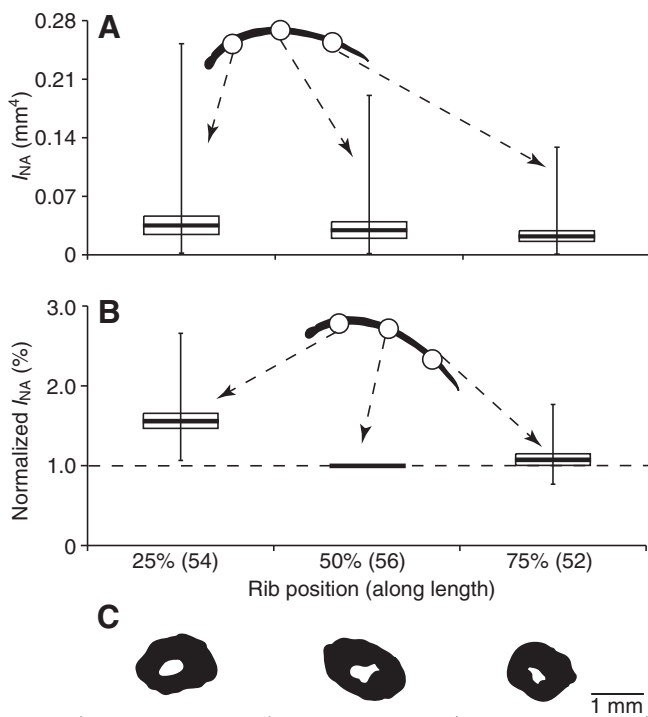 A
0.28
0.21
0.14
0.07
0
I_NA (mm⁴)
B
3.0
2.0
1.0
0
Normalized I_NA (%)
25% (54) 50% (56) 75% (52)
Rib position (along length)
C
1 mm